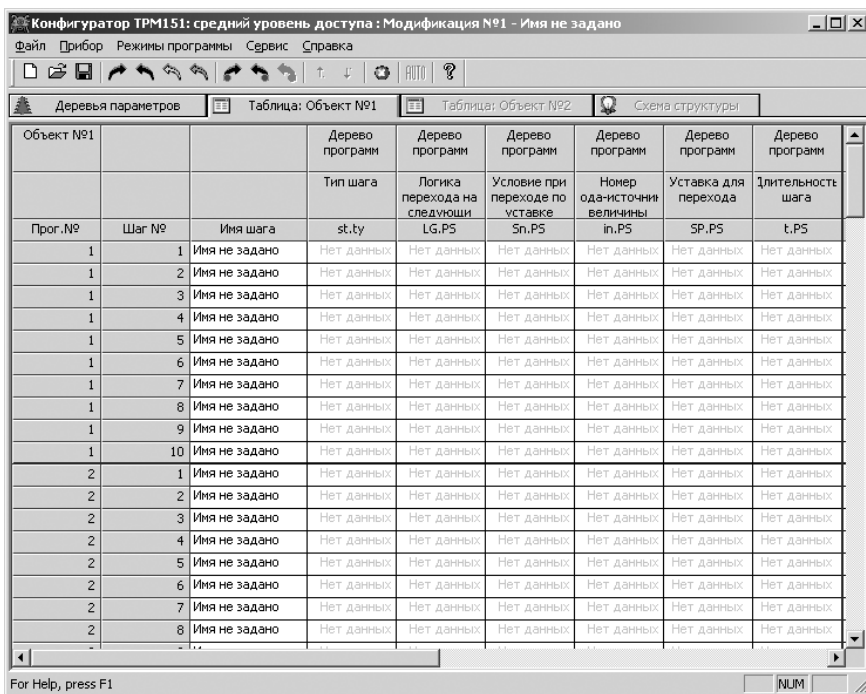 Конфигуратор ТРМ151: средний уровень доступа : Модификация №1 - Имя не задано
Файл Прибор Режимы программы Сервис Справка
AUTO
Деревья параметров Таблица: Объект №1 Таблица: Объект №2 Схема структуры
Объект №1 Дерево программ Дерево программ Дерево программ Дерево программ Дерево программ Дерево программ
Тип шага Логика перехода на следующи Условие при переходе по уставке Номер ода-источник величины Уставка для перехода Длительность шага
Прог.№ Шаг № Имя шага st.ty LG.PS Sn.PS in.PS SP.PS t.PS
1 1 Имя не задано Нет данных Нет данных Нет данных Нет данных Нет данных Нет данных
1 2 Имя не задано Нет данных Нет данных Нет данных Нет данных Нет данных Нет данных
1 3 Имя не задано Нет данных Нет данных Нет данных Нет данных Нет данных Нет данных
1 4 Имя не задано Нет данных Нет данных Нет данных Нет данных Нет данных Нет данных
1 5 Имя не задано Нет данных Нет данных Нет данных Нет данных Нет данных Нет данных
1 6 Имя не задано Нет данных Нет данных Нет данных Нет данных Нет данных Нет данных
1 7 Имя не задано Нет данных Нет данных Нет данных Нет данных Нет данных Нет данных
1 8 Имя не задано Нет данных Нет данных Нет данных Нет данных Нет данных Нет данных
1 9 Имя не задано Нет данных Нет данных Нет данных Нет данных Нет данных Нет данных
1 10 Имя не задано Нет данных Нет данных Нет данных Нет данных Нет данных Нет данных
2 1 Имя не задано Нет данных Нет данных Нет данных Нет данных Нет данных Нет данных
2 2 Имя не задано Нет данных Нет данных Нет данных Нет данных Нет данных Нет данных
2 3 Имя не задано Нет данных Нет данных Нет данных Нет данных Нет данных Нет данных
2 4 Имя не задано Нет данных Нет данных Нет данных Нет данных Нет данных Нет данных
2 5 Имя не задано Нет данных Нет данных Нет данных Нет данных Нет данных Нет данных
2 6 Имя не задано Нет данных Нет данных Нет данных Нет данных Нет данных Нет данных
2 7 Имя не задано Нет данных Нет данных Нет данных Нет данных Нет данных Нет данных
2 8 Имя не задано Нет данных Нет данных Нет данных Нет данных Нет данных Нет данных
For Help, press F1 NUM